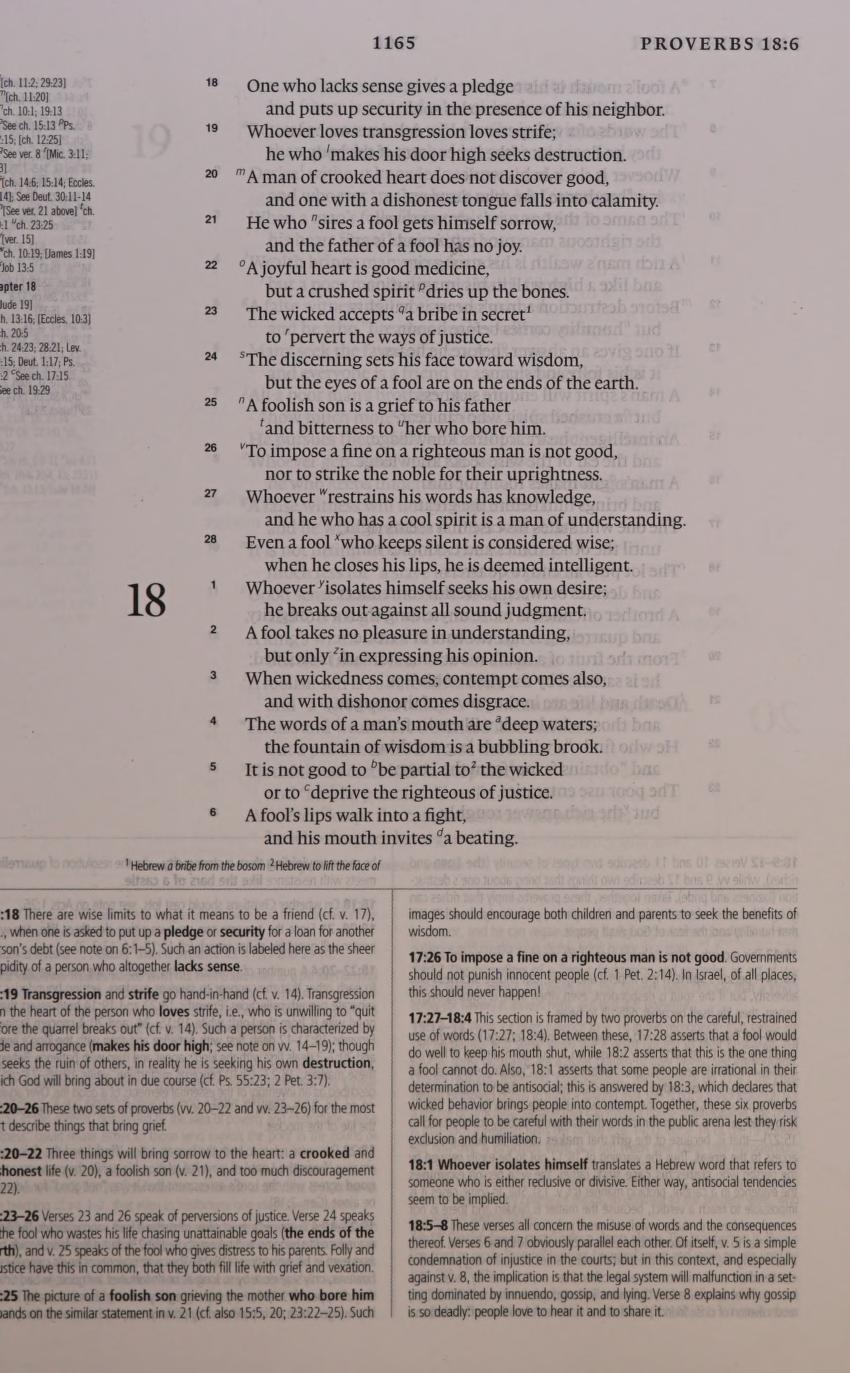 1165 PROVERBS 18:6
[ch. 11:2; 29:23]
ⁿ[ch. 11:20]
ch. 10:1; 19:13
See ch. 15:13 ᵖPs.
:15; [ch. 12:25]
See ver. 8 ʳ[Mic. 3:11;
3]
[ch. 14:6; 15:14; Eccles.
14]; See Deut. 30:11-14
[See ver. 21 above] ᵗch.
:1 ᵘch. 23:25
[ver. 15]
ch. 10:19; [James 1:19]
Job 13:5
apter 18
Jude 19]
h. 13:16; [Eccles. 10:3]
h. 20:5
h. 24:23; 28:21; Lev.
:15; Deut. 1:17; Ps.
:2 ᶜSee ch. 17:15
ee ch. 19:29
18 One who lacks sense gives a pledge
and puts up security in the presence of his neighbor.
19 Whoever loves transgression loves strife;
he who ˡmakes his door high seeks destruction.
20 ᵐA man of crooked heart does not discover good,
and one with a dishonest tongue falls into calamity.
21 He who ⁿsires a fool gets himself sorrow,
and the father of a fool has no joy.
22 ᵒA joyful heart is good medicine,
but a crushed spirit ᵖdries up the bones.
23 The wicked accepts ᑫa bribe in secret¹
to ʳpervert the ways of justice.
24 ˢThe discerning sets his face toward wisdom,
but the eyes of a fool are on the ends of the earth.
25 ⁿA foolish son is a grief to his father
ᵗand bitterness to ᵘher who bore him.
26 ᵛTo impose a fine on a righteous man is not good,
nor to strike the noble for their uprightness.
27 Whoever ʷrestrains his words has knowledge,
and he who has a cool spirit is a man of understanding.
28 Even a fool ˣwho keeps silent is considered wise;
when he closes his lips, he is deemed intelligent.
18 1 Whoever ʸisolates himself seeks his own desire;
he breaks out against all sound judgment.
2 A fool takes no pleasure in understanding,
but only ᶻin expressing his opinion.
3 When wickedness comes, contempt comes also,
and with dishonor comes disgrace.
4 The words of a man's mouth are ᵃdeep waters;
the fountain of wisdom is a bubbling brook.
5 It is not good to ᵇbe partial to² the wicked
or to ᶜdeprive the righteous of justice.
6 A fool's lips walk into a fight,
and his mouth invites ᵈa beating.
¹Hebrew a bribe from the bosom ²Hebrew to lift the face of
:18 There are wise limits to what it means to be a friend (cf. v. 17),
., when one is asked to put up a pledge or security for a loan for another
son's debt (see note on 6:1–5). Such an action is labeled here as the sheer
pidity of a person who altogether lacks sense.
:19 Transgression and strife go hand-in-hand (cf. v. 14). Transgression
n the heart of the person who loves strife, i.e., who is unwilling to "quit
fore the quarrel breaks out" (cf. v. 14). Such a person is characterized by
de and arrogance (makes his door high; see note on vv. 14–19); though
seeks the ruin of others, in reality he is seeking his own destruction,
ich God will bring about in due course (cf. Ps. 55:23; 2 Pet. 3:7).
:20–26 These two sets of proverbs (vv. 20–22 and vv. 23–26) for the most
t describe things that bring grief.
:20–22 Three things will bring sorrow to the heart: a crooked and
honest life (v. 20), a foolish son (v. 21), and too much discouragement
22).
:23–26 Verses 23 and 26 speak of perversions of justice. Verse 24 speaks
the fool who wastes his life chasing unattainable goals (the ends of the
rth), and v. 25 speaks of the fool who gives distress to his parents. Folly and
ustice have this in common, that they both fill life with grief and vexation.
:25 The picture of a foolish son grieving the mother who bore him
ands on the similar statement in v. 21 (cf. also 15:5, 20; 23:22–25). Such
images should encourage both children and parents to seek the benefits of
wisdom.
17:26 To impose a fine on a righteous man is not good. Governments
should not punish innocent people (cf. 1 Pet. 2:14). In Israel, of all places,
this should never happen!
17:27–18:4 This section is framed by two proverbs on the careful, restrained
use of words (17:27; 18:4). Between these, 17:28 asserts that a fool would
do well to keep his mouth shut, while 18:2 asserts that this is the one thing
a fool cannot do. Also, 18:1 asserts that some people are irrational in their
determination to be antisocial; this is answered by 18:3, which declares that
wicked behavior brings people into contempt. Together, these six proverbs
call for people to be careful with their words in the public arena lest they risk
exclusion and humiliation.
18:1 Whoever isolates himself translates a Hebrew word that refers to
someone who is either reclusive or divisive. Either way, antisocial tendencies
seem to be implied.
18:5–8 These verses all concern the misuse of words and the consequences
thereof. Verses 6 and 7 obviously parallel each other. Of itself, v. 5 is a simple
condemnation of injustice in the courts; but in this context, and especially
against v. 8, the implication is that the legal system will malfunction in a set-
ting dominated by innuendo, gossip, and lying. Verse 8 explains why gossip
is so deadly: people love to hear it and to share it.